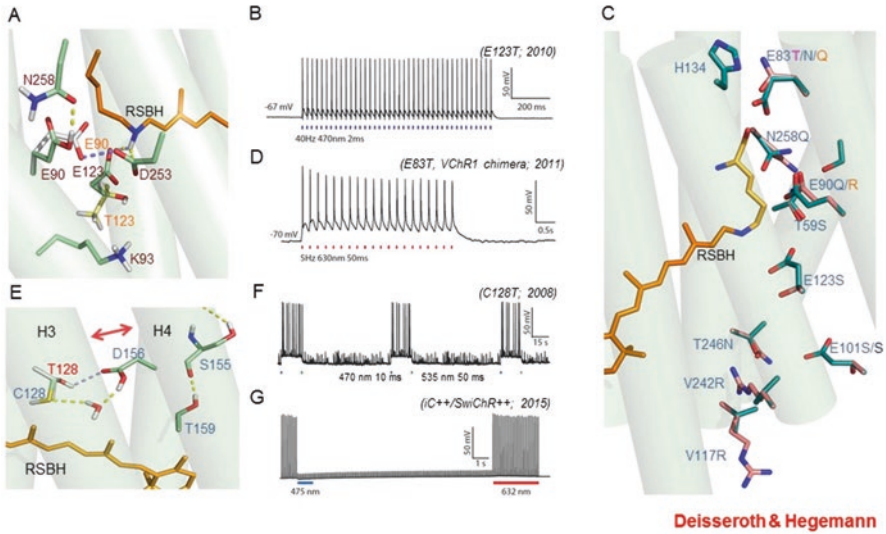 A
N258
RSBH
E90
E90
E123
D253
T123
K93
B
(E123T; 2010)
-67 mV
50 mV
200 ms
40Hz 470nm 2ms
D
(E83T, VChR1 chimera; 2011)
-70 mV
50 mV
0.5s
5Hz 630nm 50ms
C
H134
E83T/N/Q
N258Q
E90Q/R
T59S
RSBH
E123S
T246N
E101S/S
V242R
V117R
E
H3
H4
D156
T128
C128
S155
T159
RSBH
F
(C128T; 2008)
50 mV
15 s
470 nm 10 ms
535 nm 50 ms
G
(iC++/SwiChR++; 2015)
50 mV
1 s
475 nm
632 nm
Deisseroth & Hegemann